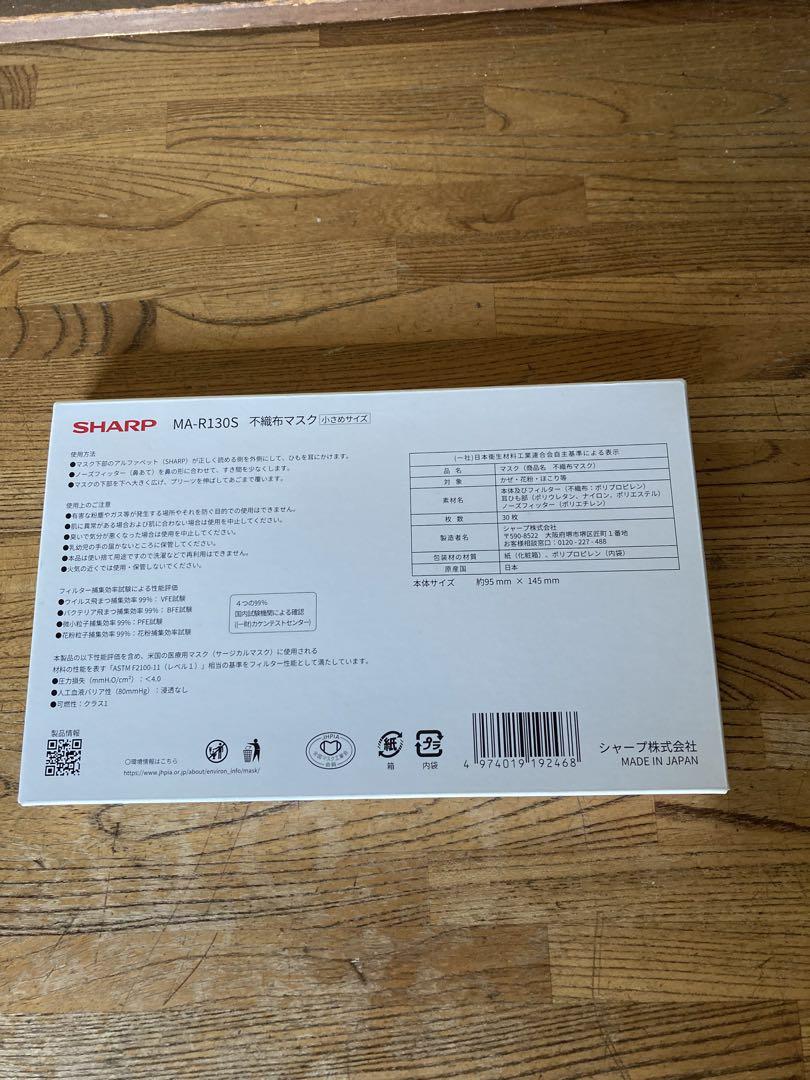 SHARP MA-R130S 不織布マスク 小さめサイズ
使用方法
●マスク下部のアルファベット（SHARP）が正しく読める側を外側にして、ひもを耳にかけます。
●ノーズフィッター（鼻あて）を鼻の形に合わせて、すき間を少なくします。
●マスクの下部を下へ大きく広げ、プリーツを伸ばしてあごまで覆います。
使用上のご注意
●有害な粉塵やガス等が発生する場所やそれを防ぐ目的での使用はできません。
●肌に異常がある場合および肌に合わない場合は使用を中止してください。
●臭いで気分が悪くなった場合は使用を中止してください。
●乳幼児の手の届かないところに保管してください。
●本品は使い捨て用途ですので洗濯などで再利用はできません。
●火気の近くでは使用・保管しないでください。
フィルター捕集効率試験による性能評価
●ウイルス飛まつ捕集効率 99%： VFE試験
●バクテリア飛まつ捕集効率 99%： BFE試験
●微小粒子捕集効率 99%：PFE試験
●花粉粒子捕集効率 99%：花粉捕集効率試験
４つの99%
国内試験機関による確認
((一財)カケンテストセンター)
本製品の以下性能評価を含め、米国の医療用マスク（サージカルマスク）に使用される
材料の性能を表す「ASTM F2100-11（レベル１）」相当の基準をフィルター性能として満たしています。
●圧力損失（mmH₂O/cm²）：＜4.0
●人工血液バリア性（80mmHg）：浸透なし
●可燃性：クラス1
製品情報
〇環境情報はこちら
https://www.jhpia.or.jp/about/environ_info/mask/
JHPIA
全国マスク工業会
会員
紙
箱
プラ
内袋
(一社)日本衛生材料工業連合会自主基準による表示
品 名 マスク（商品名 不織布マスク）
対 象 かぜ・花粉・ほこり等
素材名 本体及びフィルター（不織布：ポリプロピレン）
耳ひも部（ポリウレタン、ナイロン、ポリエステル）
ノーズフィッター（ポリエチレン）
枚 数 30 枚
製造者名 シャープ株式会社
〒590-8522 大阪府堺市堺区匠町１番地
お客様相談窓口：0120 - 227 - 488
包装材の材質 紙（化粧箱）、ポリプロピレン（内袋）
原産国 日本
本体サイズ 約95 mm × 145 mm
4 974019 192468
シャープ株式会社
MADE IN JAPAN